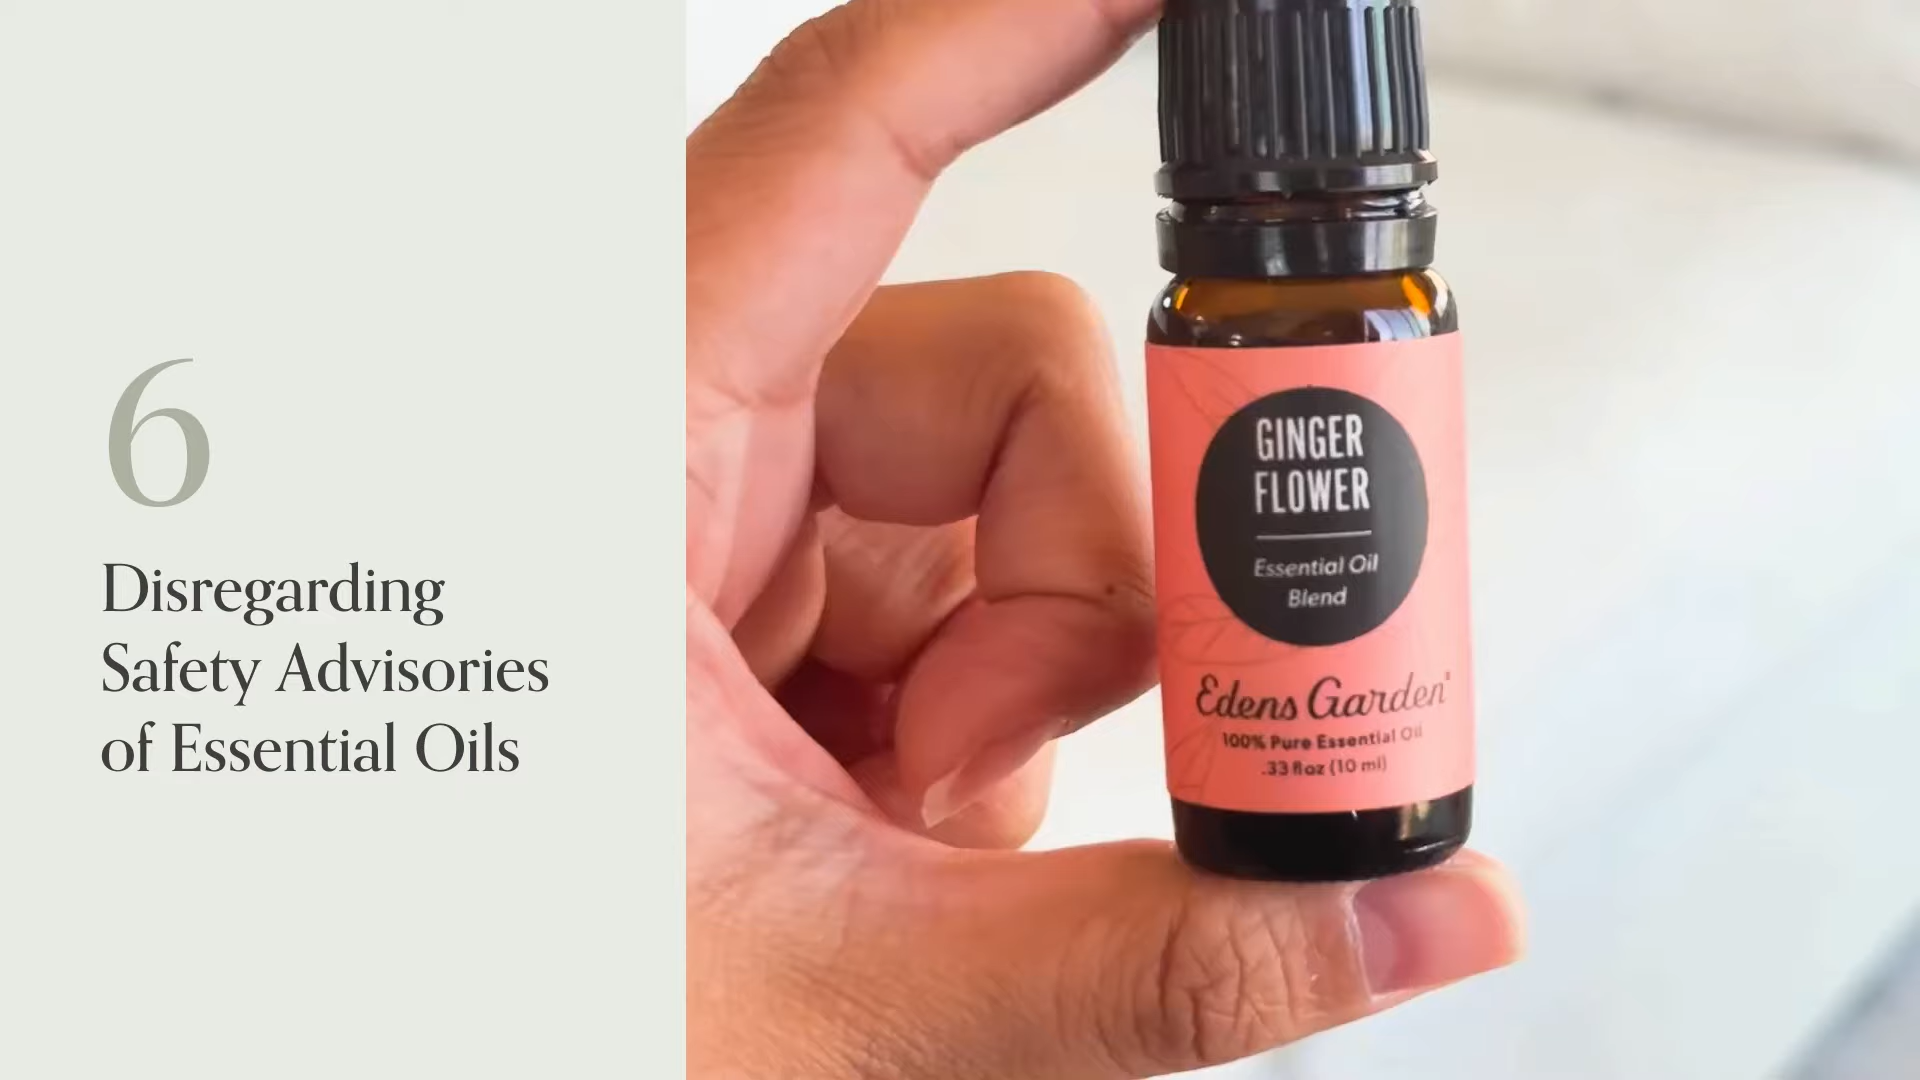 6
Disregarding
Safety Advisories
of Essential Oils
GINGER
FLOWER
Essential Oil
Blend
Edens Garden
100% Pure Essential Oil
.33 fl oz (10 ml)